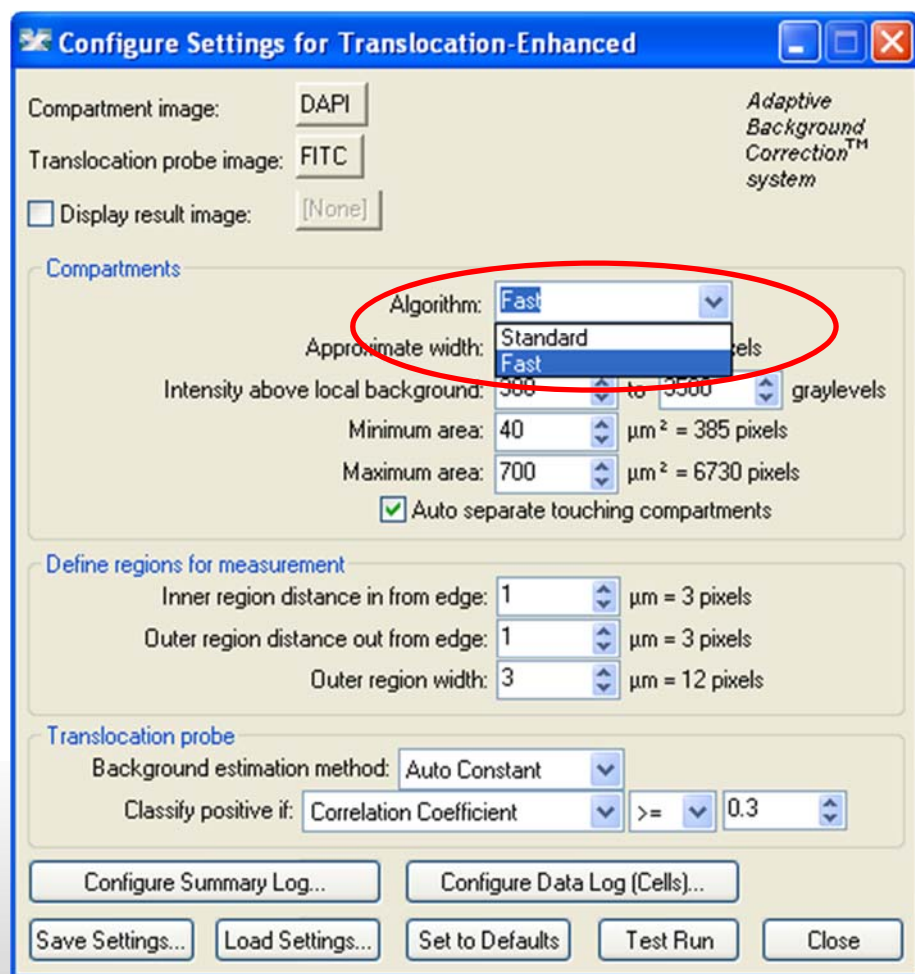 Configure Settings for Translocation-Enhanced
Compartment image: DAPI
Translocation probe image: FITC
Display result image: [None]
Adaptive
Background
Correction™
system
Compartments
Algorithm: Fast
Standard
Fast
Approximate width:
Intensity above local background: to 3500 graylevels
Minimum area: 40 µm² = 385 pixels
Maximum area: 700 µm² = 6730 pixels
Auto separate touching compartments
Define regions for measurement
Inner region distance in from edge: 1 µm = 3 pixels
Outer region distance out from edge: 1 µm = 3 pixels
Outer region width: 3 µm = 12 pixels
Translocation probe
Background estimation method: Auto Constant
Classify positive if: Correlation Coefficient >= 0.3
Configure Summary Log... Configure Data Log (Cells)...
Save Settings... Load Settings... Set to Defaults Test Run Close